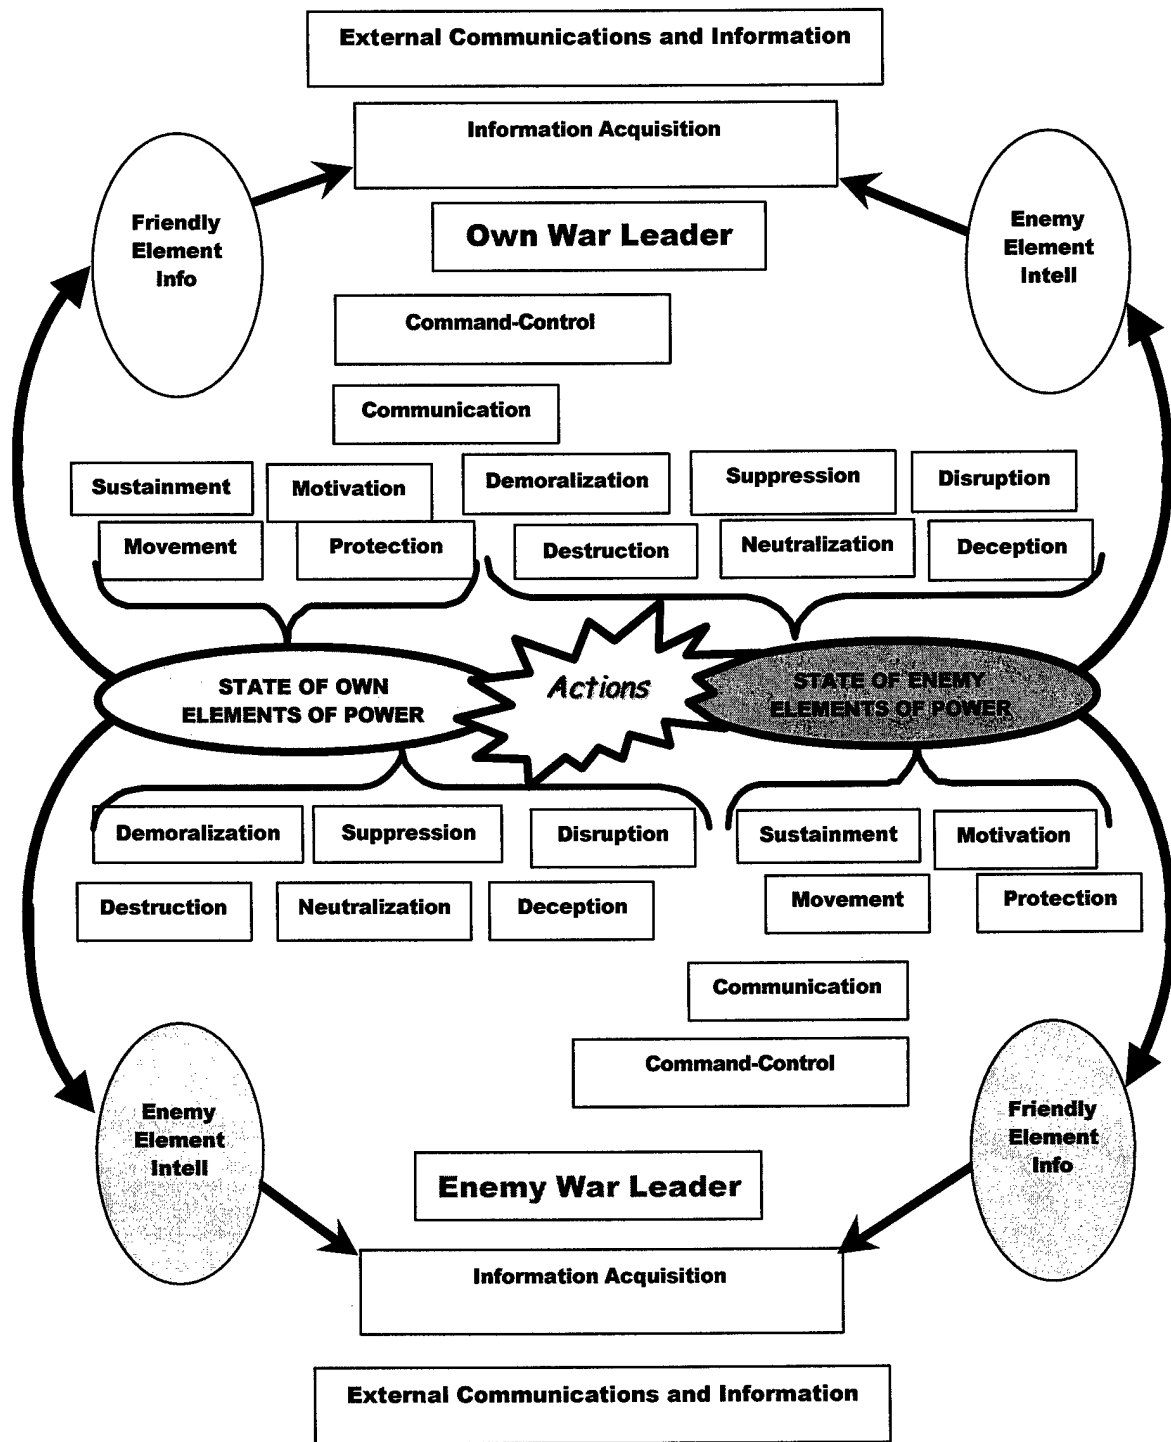 External Communications and Information
Information Acquisition
Friendly
Element
Info
Own War Leader
Enemy
Element
Intell
Command-Control
Communication
Sustainment
Motivation
Demoralization
Suppression
Disruption
Movement
Protection
Destruction
Neutralization
Deception
STATE OF OWN
ELEMENTS OF POWER
Actions
STATE OF ENEMY
ELEMENTS OF POWER
Demoralization
Suppression
Disruption
Sustainment
Motivation
Destruction
Neutralization
Deception
Movement
Protection
Communication
Command-Control
Enemy
Element
Intell
Friendly
Element
Info
Enemy War Leader
Information Acquisition
External Communications and Information